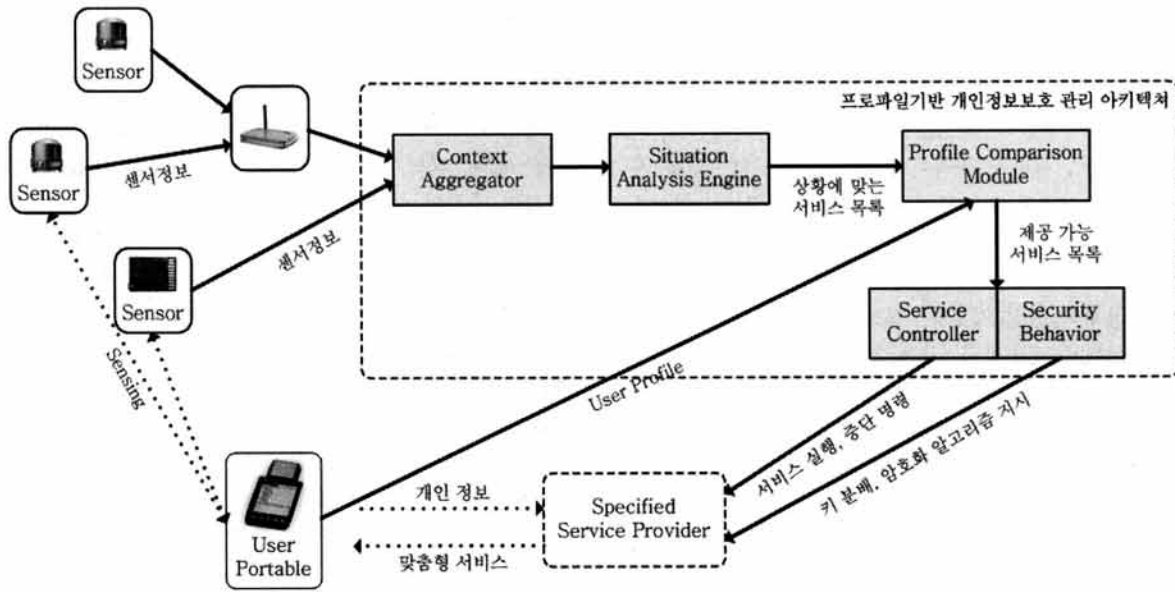 Sensor
프로파일기반 개인정보보호 관리 아키텍처
Sensor
센서정보
Context
Aggregator
Situation
Analysis Engine
Profile Comparison
Module
상황에 맞는
서비스 목록
센서정보
제공 가능
서비스 목록
Sensor
Service
Controller
Security
Behavior
Sensing
User Profile
서비스 실행, 중단 명령
키 분배, 암호화 알고리즘 지시
개인 정보
Specified
Service Provider
맞춤형 서비스
User
Portable